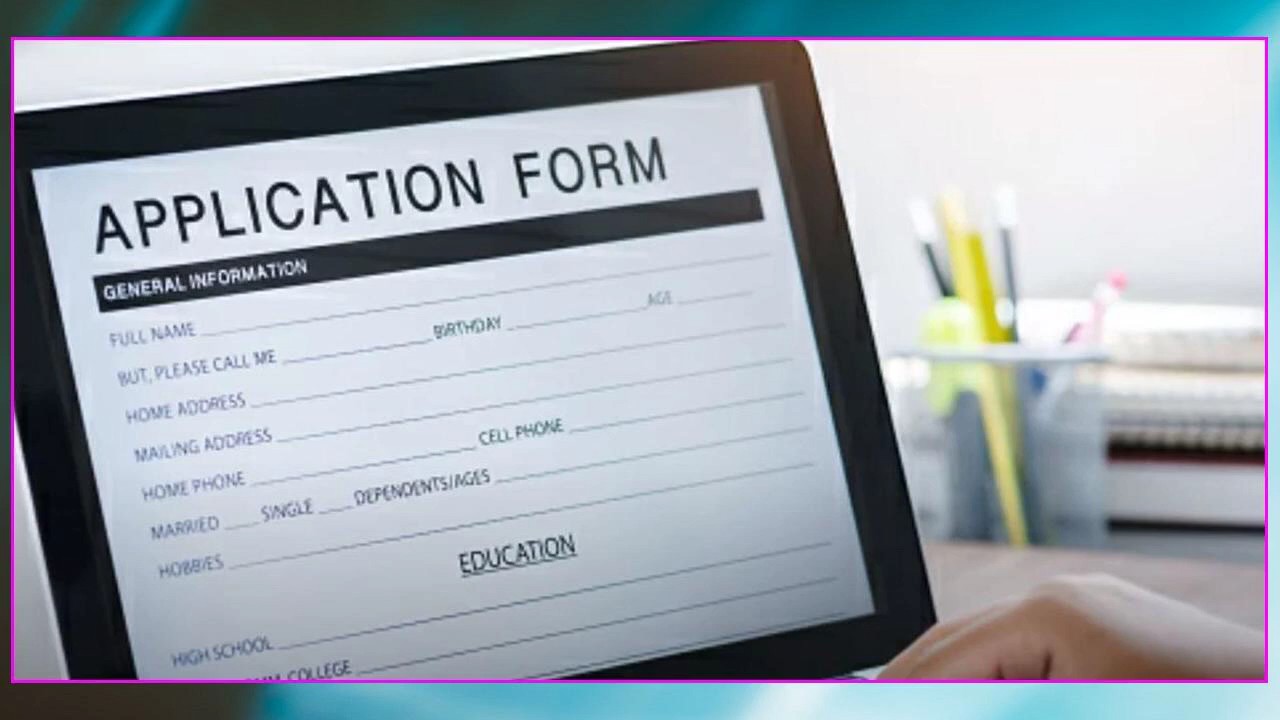 APPLICATION FORM
GENERAL INFORMATION
FULL NAME
BUT, PLEASE CALL ME BIRTHDAY AGE
HOME ADDRESS
MAILING ADDRESS
HOME PHONE CELL PHONE
MARRIED SINGLE DEPENDENTS/AGES
HOBBIES
EDUCATION
HIGH SCHOOL
COLLEGE